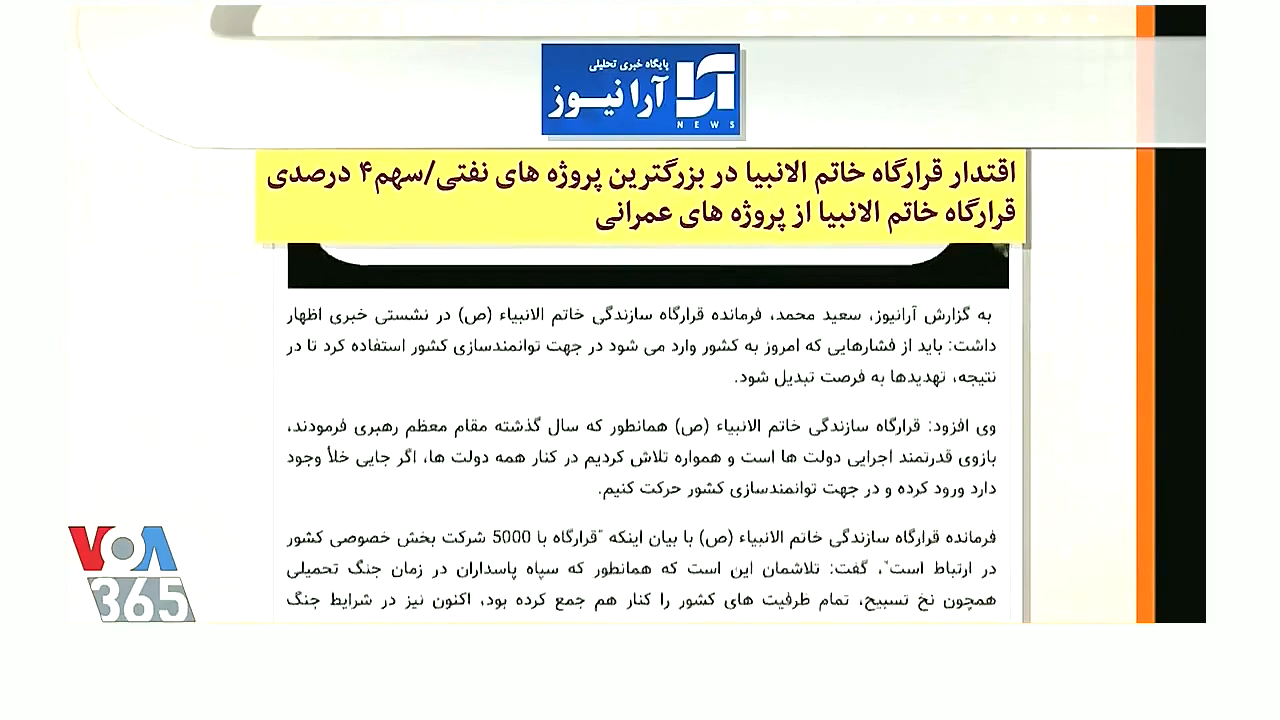 پایگاه خبری تحلیلی
آرا نیوز
NEWS
اقتدار قرارگاه خاتم الانبیا در بزرگترین پروژه های نفتی/سهم۴ درصدی
قرارگاه خاتم الانبیا از پروژه های عمرانی
به گزارش آرانیوز، سعید محمد، فرمانده قرارگاه سازندگی خاتم الانبیاء (ص) در نشستی خبری اظهار
داشت: باید از فشارهایی که امروز به کشور وارد می شود در جهت توانمندسازی کشور استفاده کرد تا در
نتیجه، تهدیدها به فرصت تبدیل شود.
وی افزود: قرارگاه سازندگی خاتم الانبیاء (ص) همانطور که سال گذشته مقام معظم رهبری فرمودند،
بازوی قدرتمند اجرایی دولت ها است و همواره تلاش کردیم در کنار همه دولت ها، اگر جایی خلأ وجود
دارد ورود کرده و در جهت توانمندسازی کشور حرکت کنیم.
فرمانده قرارگاه سازندگی خاتم الانبیاء (ص) با بیان اینکه "قرارگاه با 5000 شرکت بخش خصوصی کشور
در ارتباط است"، گفت: تلاشمان این است که همانطور که سپاه پاسداران در زمان جنگ تحمیلی
همچون نخ تسبیح، تمام ظرفیت های کشور را کنار هم جمع کرده بود، اکنون نیز در شرایط جنگ
VOA
365